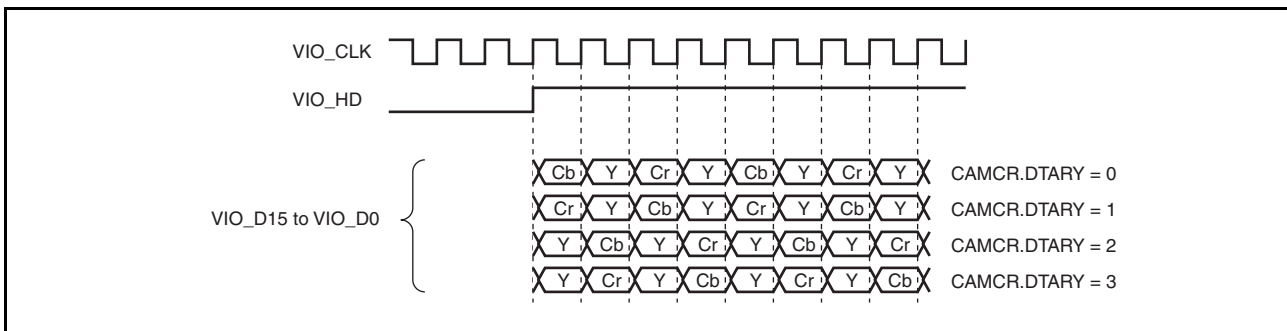 VIO_CLK
VIO_HD
VIO_D15 to VIO_D0
Cb Y Cr Y Cb Y Cr Y CAMCR.DTARY = 0
Cr Y Cb Y Cr Y Cb Y CAMCR.DTARY = 1
Y Cb Y Cr Y Cb Y Cr CAMCR.DTARY = 2
Y Cr Y Cb Y Cr Y Cb CAMCR.DTARY = 3